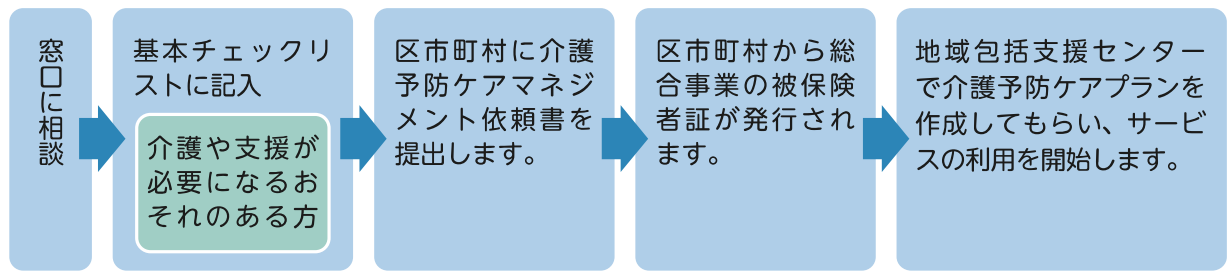 窓口に相談
基本チェックリ
ストに記入
介護や支援が
必要になるお
それのある方
区市町村に介護
予防ケアマネジ
メント依頼書を
提出します。
区市町村から総
合事業の被保険
者証が発行され
ます。
地域包括支援センター
で介護予防ケアプランを
作成してもらい、サービ
スの利用を開始します。